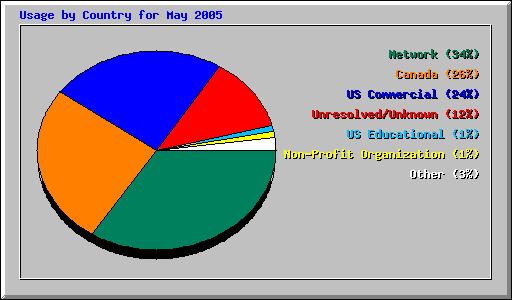 Usage by Country for May 2005
Network (34%)
Canada (26%)
US Commercial (24%)
Unresolved/Unknown (12%)
US Educational (1%)
Non-Profit Organization (1%)
Other (3%)